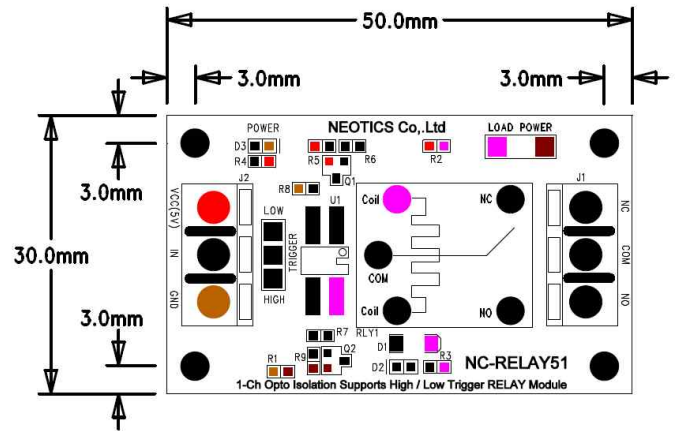 50.0mm
3.0mm
3.0mm
POWER
NEOTICS Co,.Ltd
LOAD POWER
D3
R4
R5
R6
R2
Q1
3.0mm
J2
R8
J1
VCC(5V)
LOW
U1
Coil
NC
NC
IN
TRIGGER
COM
COM
30.0mm
GND
HIGH
Coil
NO
NO
3.0mm
R7
RLY1
D1
R9
Q2
R1
D2
R3
NC-RELAY51
1-Ch Opto Isolation Supports High / Low Trigger RELAY Module